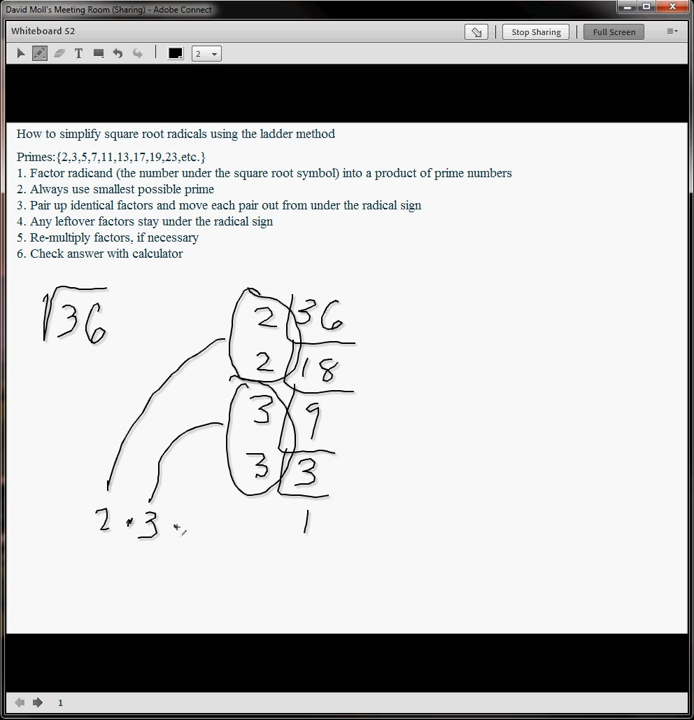 David Moll's Meeting Room (Sharing) - Adobe Connect
Whiteboard 52
Stop Sharing
Full Screen
T
2
How to simplify square root radicals using the ladder method
Primes:{2,3,5,7,11,13,17,19,23,etc.}
1. Factor radicand (the number under the square root symbol) into a product of prime numbers
2. Always use smallest possible prime
3. Pair up identical factors and move each pair out from under the radical sign
4. Any leftover factors stay under the radical sign
5. Re-multiply factors, if necessary
6. Check answer with calculator
√36
2 36
2 18
3 9
3 3
1
2 · 3
1